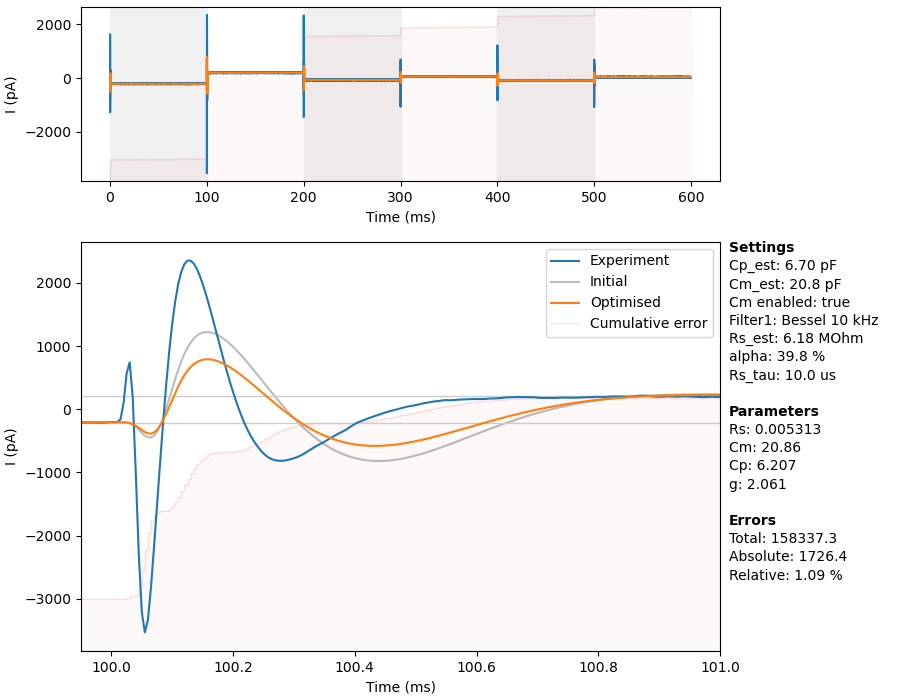 2000
0
−2000
I (pA)
0 100 200 300 400 500 600
Time (ms)
2000
1000
0
−1000
−2000
−3000
I (pA)
100.0 100.2 100.4 100.6 100.8 101.0
Time (ms)
Experiment
Initial
Optimised
Cumulative error
Settings
Cp_est: 6.70 pF
Cm_est: 20.8 pF
Cm enabled: true
Filter1: Bessel 10 kHz
Rs_est: 6.18 MOhm
alpha: 39.8 %
Rs_tau: 10.0 us
Parameters
Rs: 0.005313
Cm: 20.86
Cp: 6.207
g: 2.061
Errors
Total: 158337.3
Absolute: 1726.4
Relative: 1.09 %